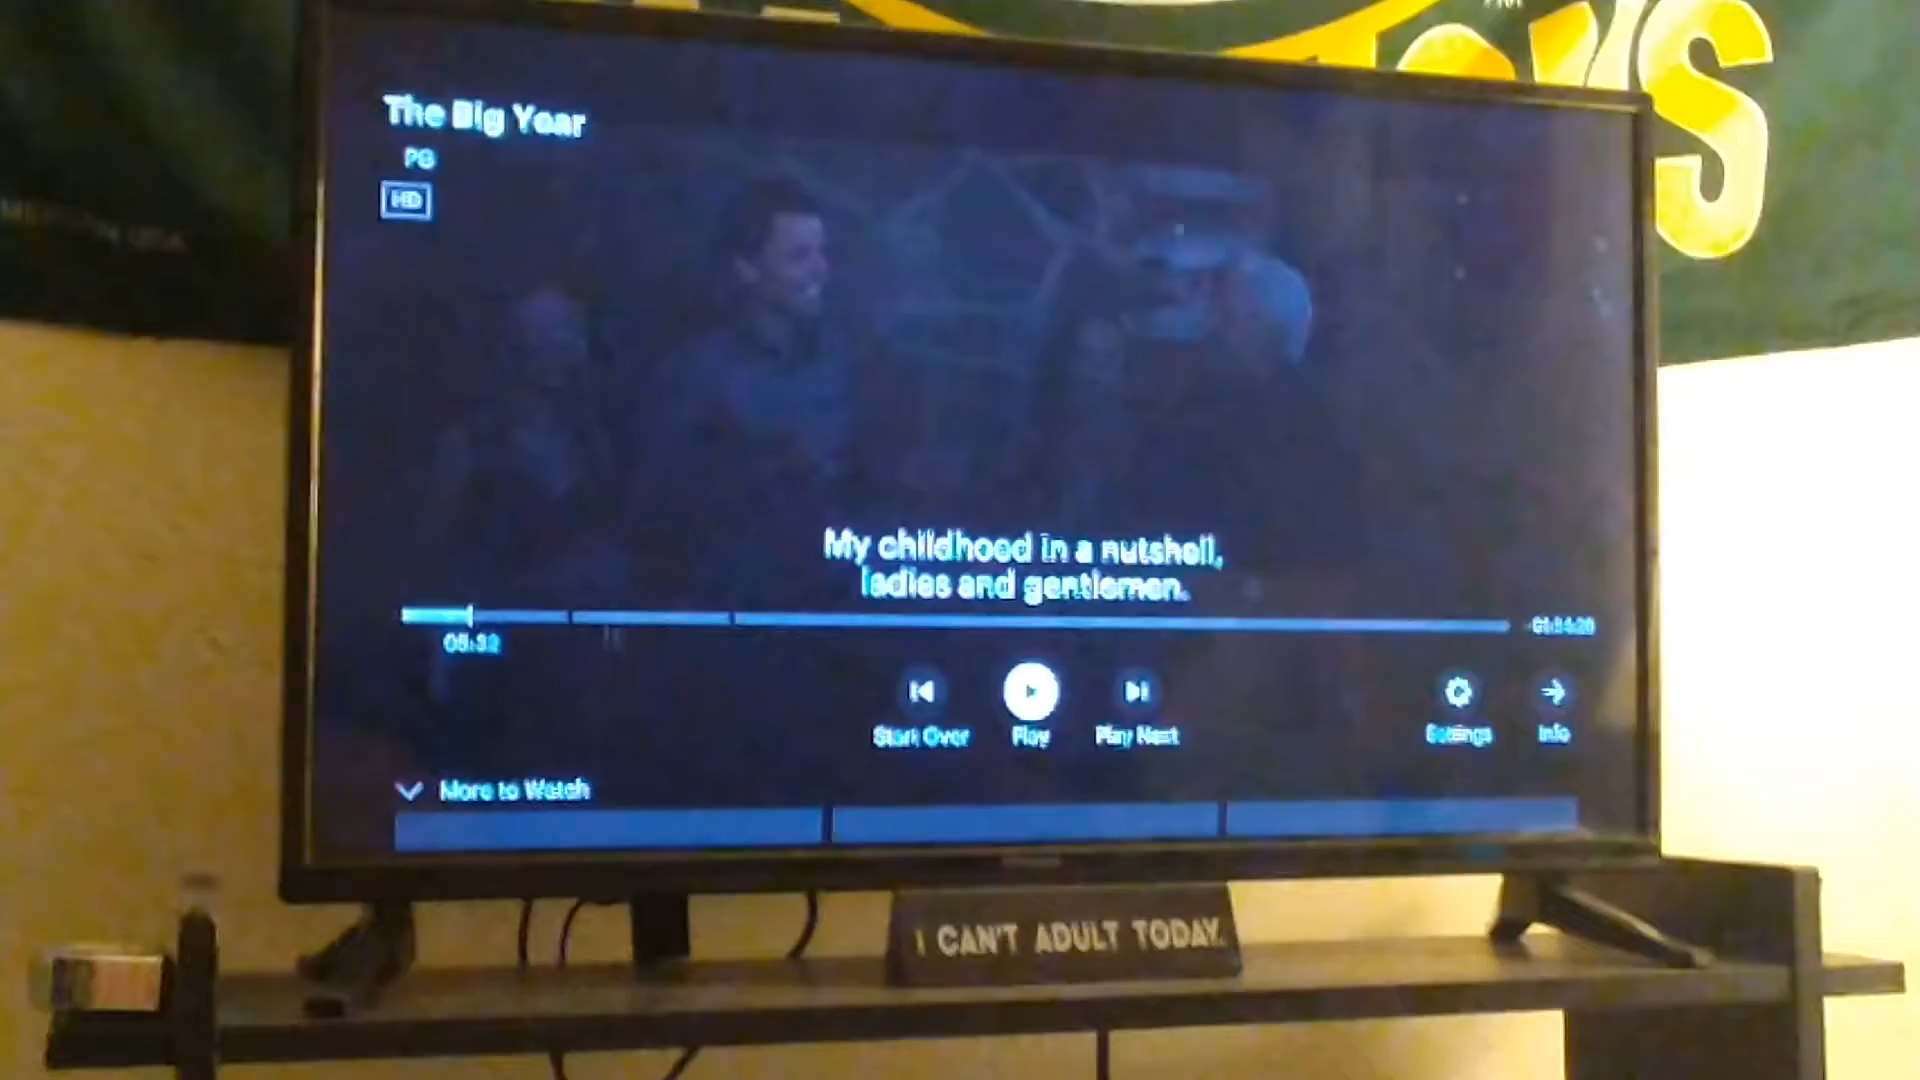 The Big Year
PG
HD
My childhood in a nutshell,
ladies and gentlemen.
05:32
Start Over
Play
Play Next
Settings
Info
More to Watch
I CAN'T ADULT TODAY.